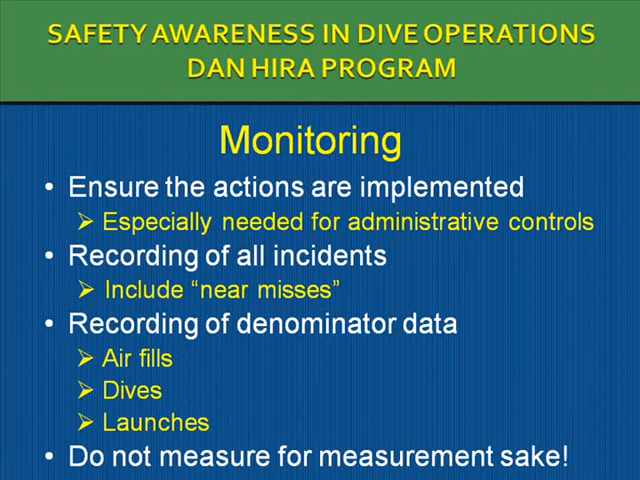 SAFETY AWARENESS IN DIVE OPERATIONS
DAN HIRA PROGRAM
Monitoring
• Ensure the actions are implemented
➢ Especially needed for administrative controls
• Recording of all incidents
➢ Include “near misses”
• Recording of denominator data
➢ Air fills
➢ Dives
➢ Launches
• Do not measure for measurement sake!